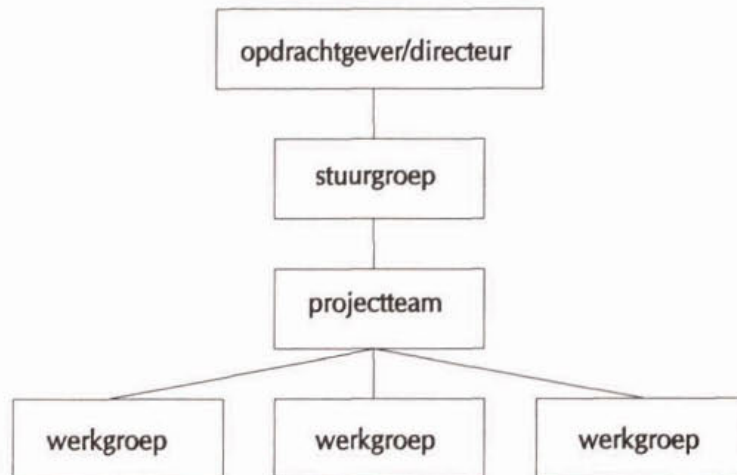 opdrachtgever/directeur
stuurgroep
projectteam
werkgroep
werkgroep
werkgroep